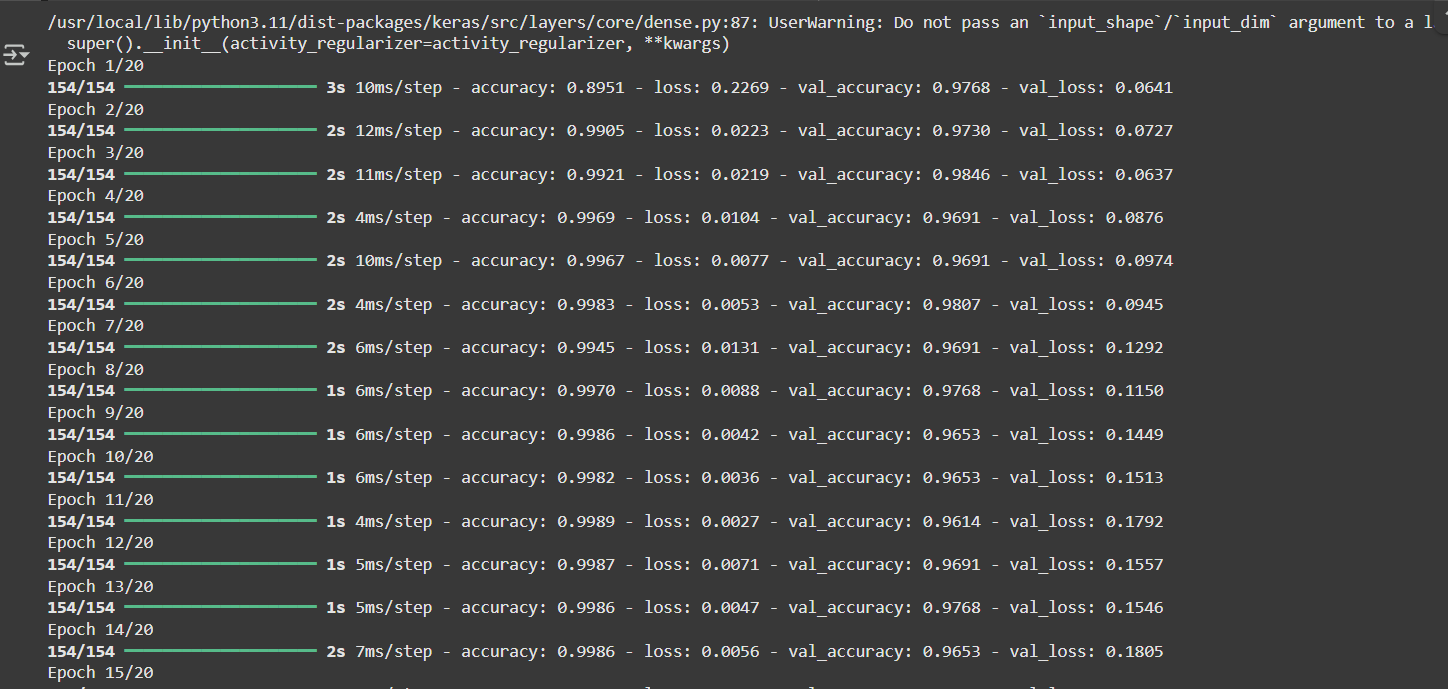 /usr/local/lib/python3.11/dist-packages/keras/src/layers/core/dense.py:87: UserWarning: Do not pass an `input_shape`/`input_dim` argument to a l
super().__init__(activity_regularizer=activity_regularizer, **kwargs)
Epoch 1/20
154/154 3s 10ms/step - accuracy: 0.8951 - loss: 0.2269 - val_accuracy: 0.9768 - val_loss: 0.0641
Epoch 2/20
154/154 2s 12ms/step - accuracy: 0.9905 - loss: 0.0223 - val_accuracy: 0.9730 - val_loss: 0.0727
Epoch 3/20
154/154 2s 11ms/step - accuracy: 0.9921 - loss: 0.0219 - val_accuracy: 0.9846 - val_loss: 0.0637
Epoch 4/20
154/154 2s 4ms/step - accuracy: 0.9969 - loss: 0.0104 - val_accuracy: 0.9691 - val_loss: 0.0876
Epoch 5/20
154/154 2s 10ms/step - accuracy: 0.9967 - loss: 0.0077 - val_accuracy: 0.9691 - val_loss: 0.0974
Epoch 6/20
154/154 2s 4ms/step - accuracy: 0.9983 - loss: 0.0053 - val_accuracy: 0.9807 - val_loss: 0.0945
Epoch 7/20
154/154 2s 6ms/step - accuracy: 0.9945 - loss: 0.0131 - val_accuracy: 0.9691 - val_loss: 0.1292
Epoch 8/20
154/154 1s 6ms/step - accuracy: 0.9970 - loss: 0.0088 - val_accuracy: 0.9768 - val_loss: 0.1150
Epoch 9/20
154/154 1s 6ms/step - accuracy: 0.9986 - loss: 0.0042 - val_accuracy: 0.9653 - val_loss: 0.1449
Epoch 10/20
154/154 1s 6ms/step - accuracy: 0.9982 - loss: 0.0036 - val_accuracy: 0.9653 - val_loss: 0.1513
Epoch 11/20
154/154 1s 4ms/step - accuracy: 0.9989 - loss: 0.0027 - val_accuracy: 0.9614 - val_loss: 0.1792
Epoch 12/20
154/154 1s 5ms/step - accuracy: 0.9987 - loss: 0.0071 - val_accuracy: 0.9691 - val_loss: 0.1557
Epoch 13/20
154/154 1s 5ms/step - accuracy: 0.9986 - loss: 0.0047 - val_accuracy: 0.9768 - val_loss: 0.1546
Epoch 14/20
154/154 2s 7ms/step - accuracy: 0.9986 - loss: 0.0056 - val_accuracy: 0.9653 - val_loss: 0.1805
Epoch 15/20